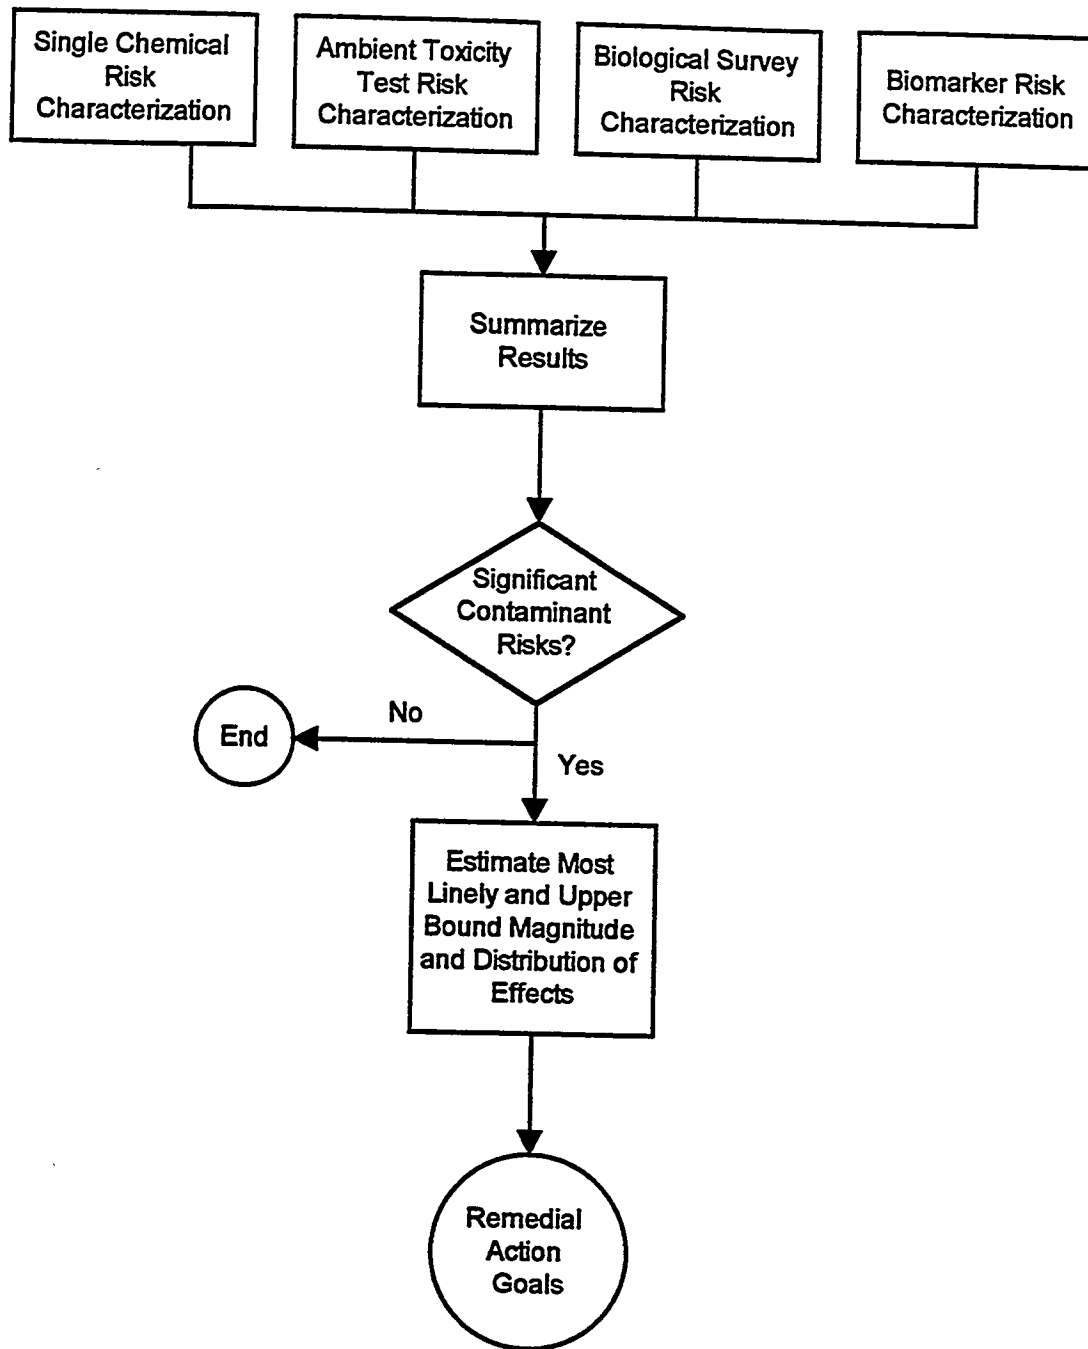 Single Chemical
Risk
Characterization
Ambient Toxicity
Test Risk
Characterization
Biological Survey
Risk
Characterization
Biomarker Risk
Characterization
Summarize
Results
Significant
Contaminant
Risks?
No
End
Yes
Estimate Most
Linely and Upper
Bound Magnitude
and Distribution of
Effects
Remedial
Action
Goals